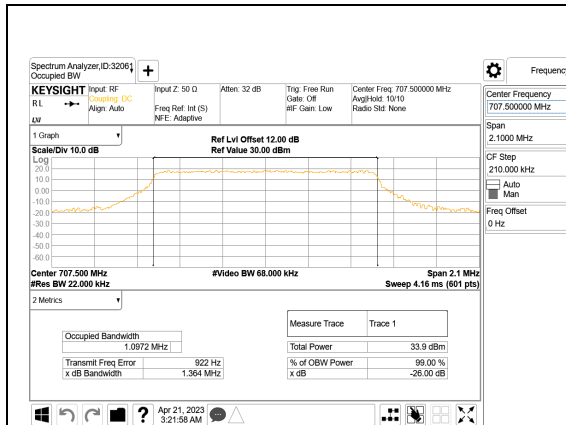 Spectrum Analyzer,ID:32061
Occupied BW
+
Frequency
KEYSIGHT
RL
LXI
Input: RF
Coupling: DC
Align: Auto
Input Z: 50 Ω
Freq Ref: Int (S)
NFE: Adaptive
Atten: 32 dB
Trig: Free Run
Gate: Off
#IF Gain: Low
Center Freq: 707.500000 MHz
Avg|Hold: 10/10
Radio Std: None
1 Graph
Scale/Div 10.0 dB
Ref Lvl Offset 12.00 dB
Ref Value 30.00 dBm
Log
20.0
10.0
0.00
-10.0
-20.0
-30.0
-40.0
-50.0
-60.0
Center 707.500 MHz
#Res BW 22.000 kHz
#Video BW 68.000 kHz
Span 2.1 MHz
Sweep 4.16 ms (601 pts)
2 Metrics
Occupied Bandwidth
1.0972 MHz
Transmit Freq Error 922 Hz
x dB Bandwidth 1.364 MHz
Measure Trace Trace 1
Total Power 33.9 dBm
% of OBW Power 99.00 %
x dB -26.00 dB
Center Frequency
707.500000 MHz
Span
2.1000 MHz
CF Step
210.000 kHz
Auto
Man
Freq Offset
0 Hz
?
Apr 21, 2023
3:21:58 AM